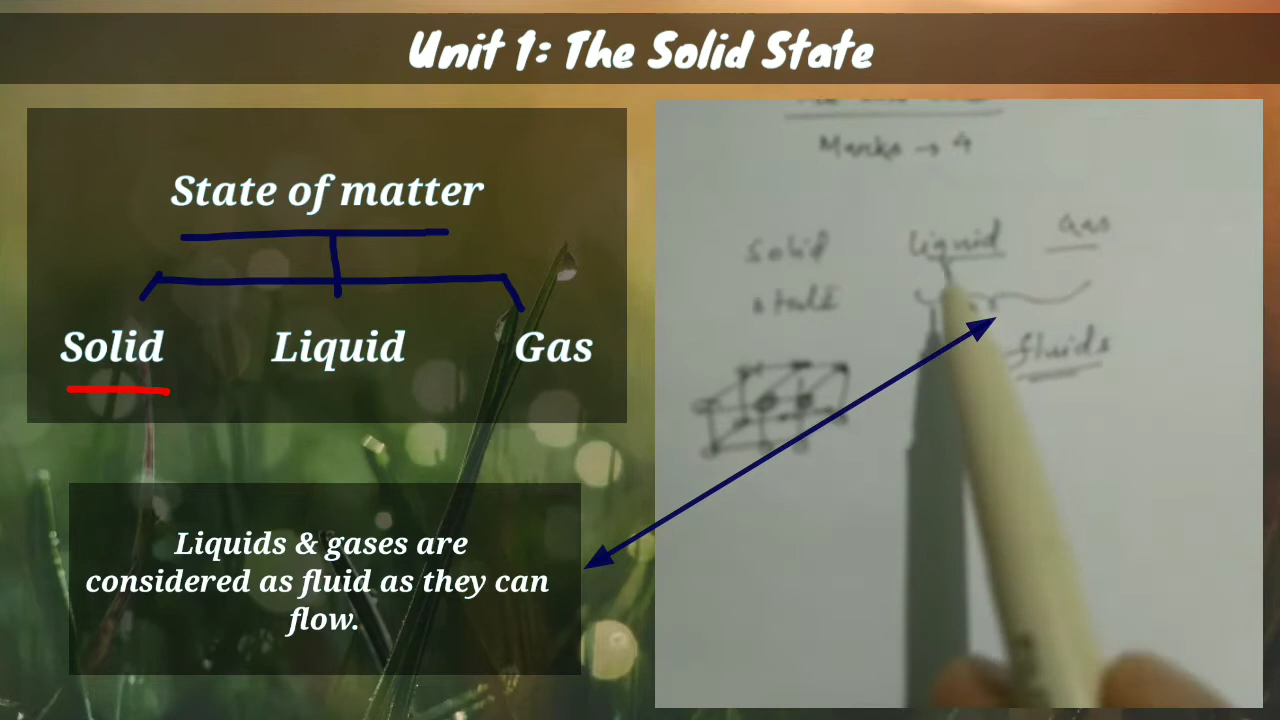 Unit 1: The Solid State
State of matter
Solid Liquid Gas
Liquids & gases are
considered as fluid as they can
flow.
Marks → 4
Solid Liquid Gas
fluids